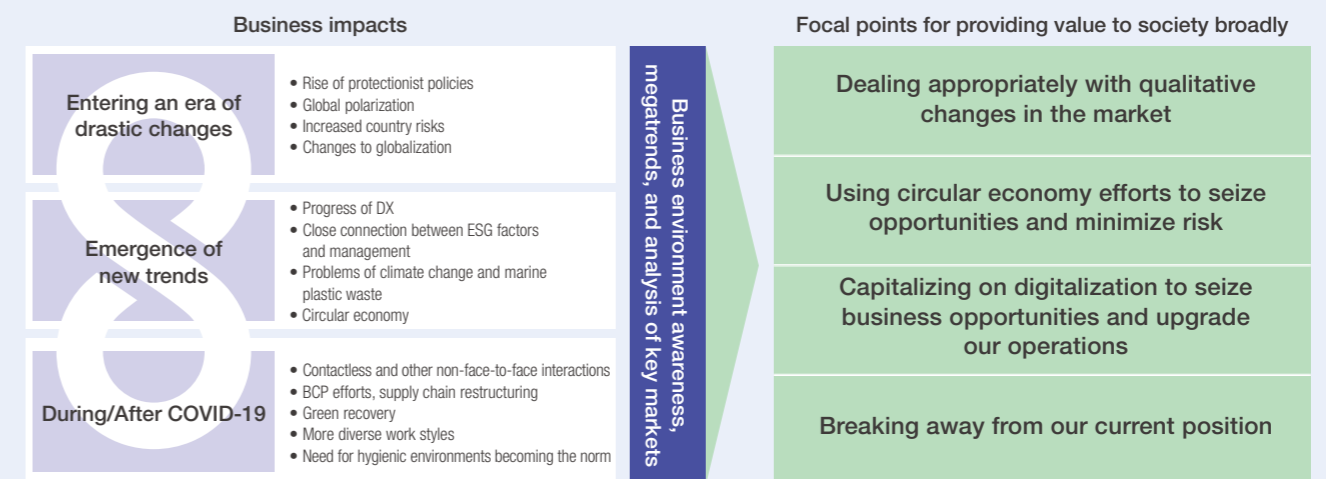 Business impacts
Entering an era of
drastic changes
• Rise of protectionist policies
• Global polarization
• Increased country risks
• Changes to globalization
Emergence of
new trends
• Progress of DX
• Close connection between ESG factors
and management
• Problems of climate change and marine
plastic waste
• Circular economy
During/After COVID-19
• Contactless and other non-face-to-face interactions
• BCP efforts, supply chain restructuring
• Green recovery
• More diverse work styles
• Need for hygienic environments becoming the norm
Business environment awareness,
megatrends, and analysis of key markets
Focal points for providing value to society broadly
Dealing appropriately with qualitative
changes in the market
Using circular economy efforts to seize
opportunities and minimize risk
Capitalizing on digitalization to seize
business opportunities and upgrade
our operations
Breaking away from our current position